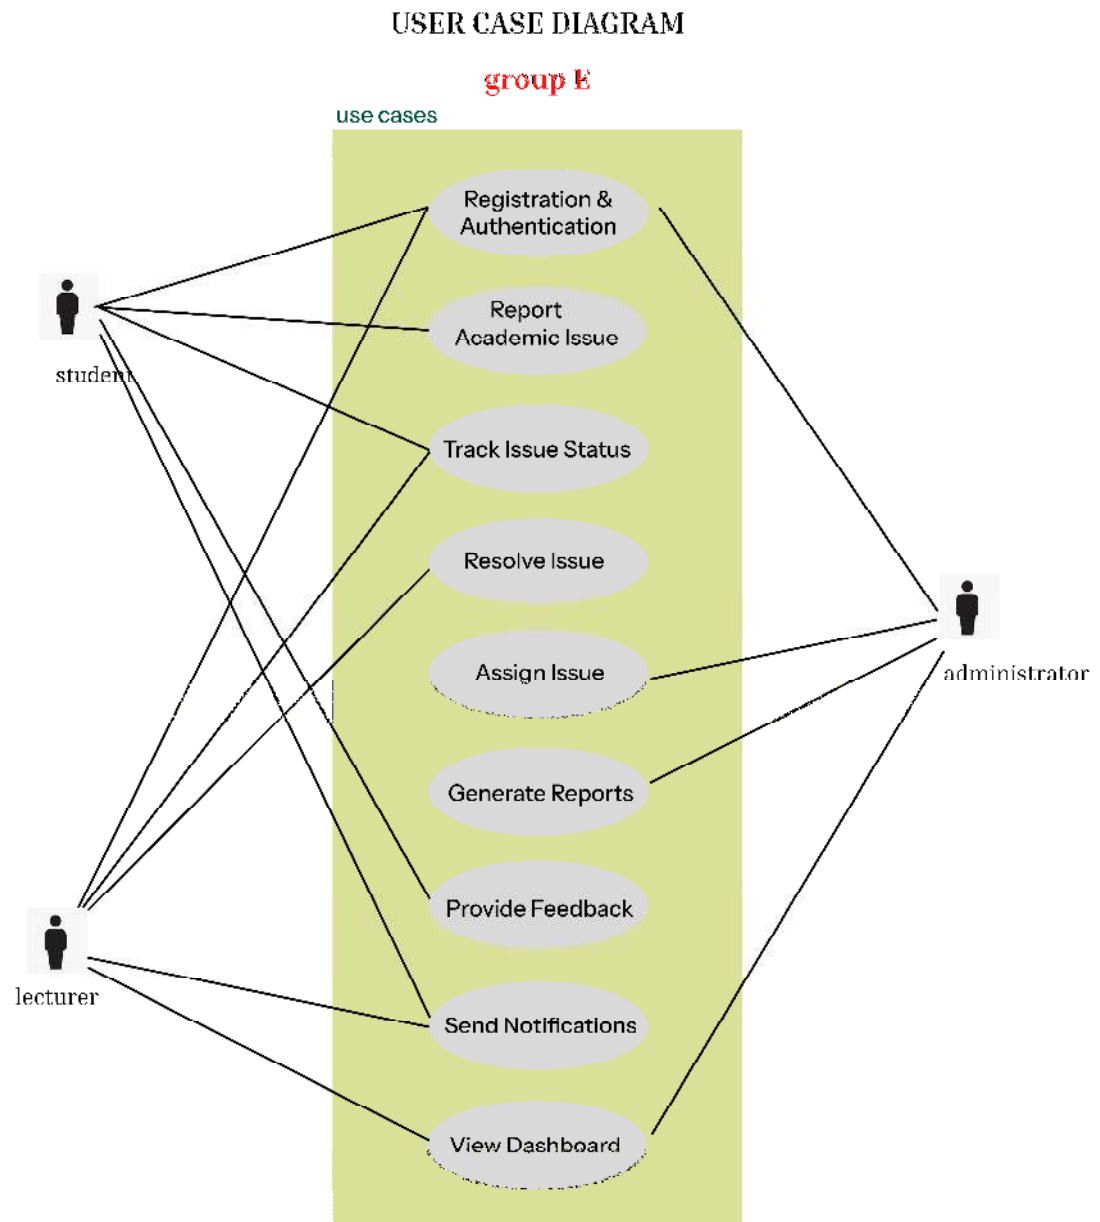 USER CASE DIAGRAM
group E
use cases
Registration &
Authentication
Report
Academic Issue
student
Track Issue Status
Resolve Issue
Assign Issue
administrator
Generate Reports
Provide Feedback
lecturer
Send Notifications
View Dashboard